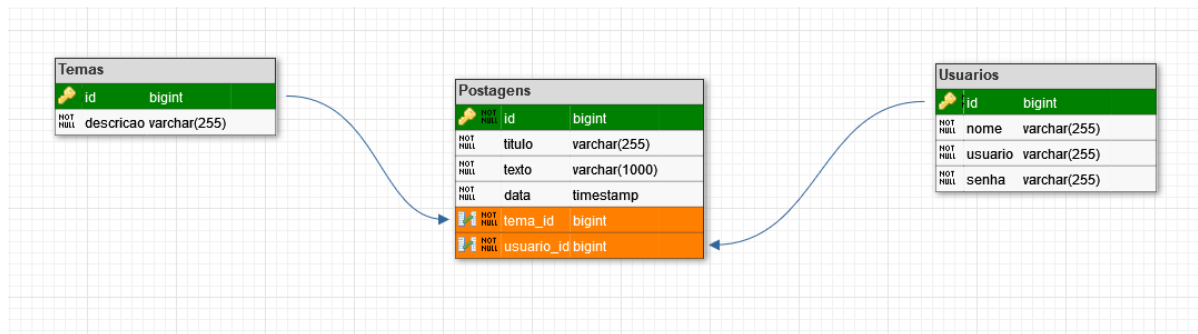 Temas
id bigint
NOT NULL descricao varchar(255)
Postagens
NOT NULL id bigint
NOT NULL titulo varchar(255)
NOT NULL texto varchar(1000)
NOT NULL data timestamp
NOT NULL tema_id bigint
NOT NULL usuario_id bigint
Usuarios
id bigint
NOT NULL nome varchar(255)
NOT NULL usuario varchar(255)
NOT NULL senha varchar(255)